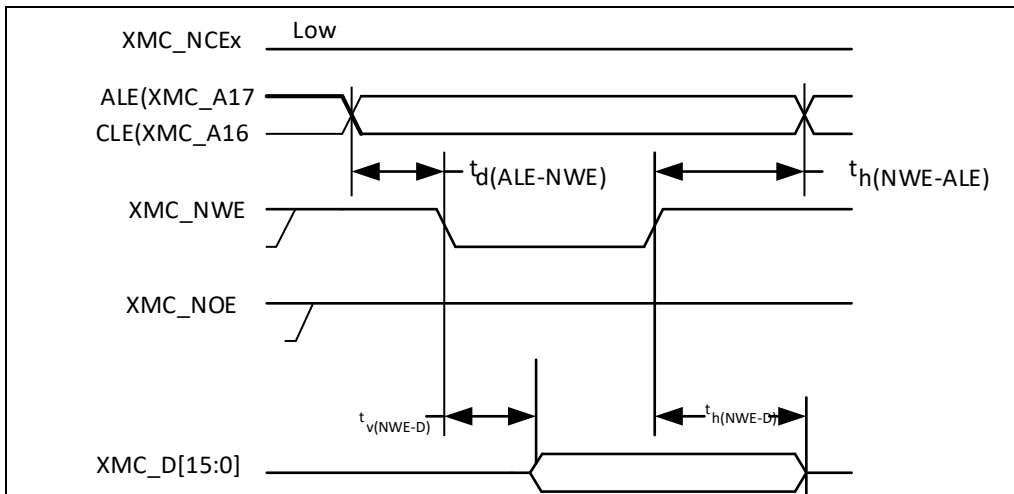 XMC_NCEx Low
ALE(XMC_A17
CLE(XMC_A16
td(ALE-NWE) th(NWE-ALE)
XMC_NWE
XMC_NOE
tv(NWE-D) th(NWE-D)
XMC_D[15:0]